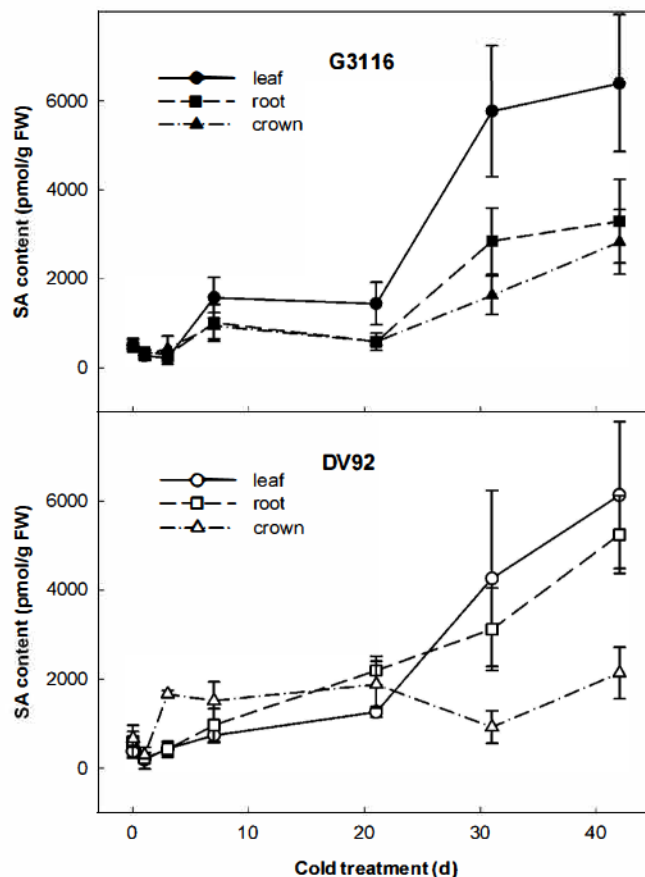 G3116
leaf
root
crown
6000
4000
2000
0
SA content (pmol/g FW)
DV92
leaf
root
crown
6000
4000
2000
0
SA content (pmol/g FW)
0 10 20 30 40
Cold treatment (d)